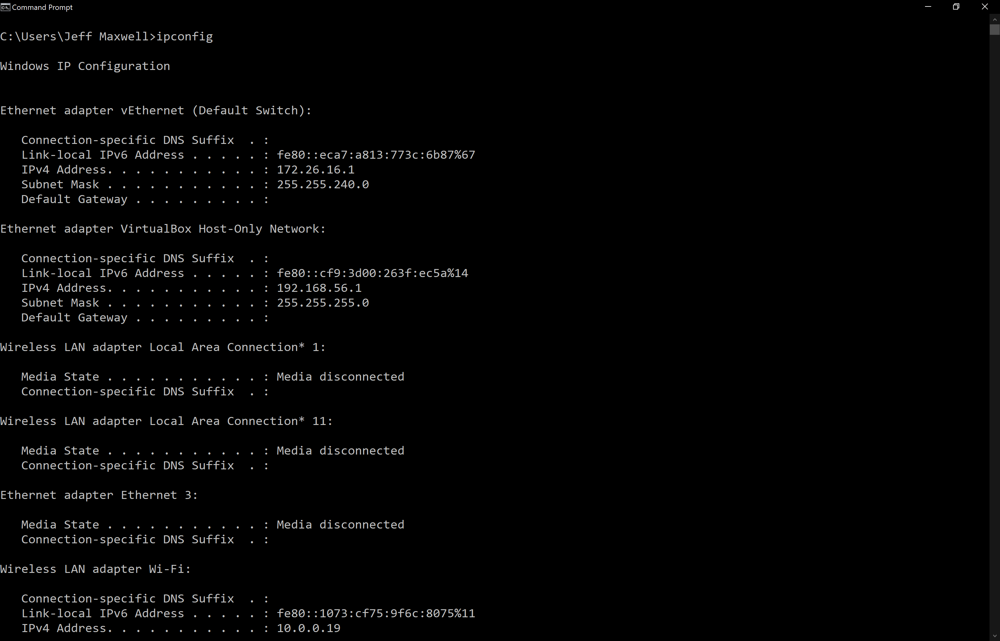 Command Prompt
C:\Users\Jeff Maxwell>ipconfig
Windows IP Configuration
Ethernet adapter vEthernet (Default Switch):
   Connection-specific DNS Suffix  . :
   Link-local IPv6 Address . . . . . : fe80::eca7:a813:773c:6b87%67
   IPv4 Address. . . . . . . . . . . : 172.26.16.1
   Subnet Mask . . . . . . . . . . . : 255.255.240.0
   Default Gateway . . . . . . . . . :
Ethernet adapter VirtualBox Host-Only Network:
   Connection-specific DNS Suffix  . :
   Link-local IPv6 Address . . . . . : fe80::cf9:3d00:263f:ec5a%14
   IPv4 Address. . . . . . . . . . . : 192.168.56.1
   Subnet Mask . . . . . . . . . . . : 255.255.255.0
   Default Gateway . . . . . . . . . :
Wireless LAN adapter Local Area Connection* 1:
   Media State . . . . . . . . . . . : Media disconnected
   Connection-specific DNS Suffix  . :
Wireless LAN adapter Local Area Connection* 11:
   Media State . . . . . . . . . . . : Media disconnected
   Connection-specific DNS Suffix  . :
Ethernet adapter Ethernet 3:
   Media State . . . . . . . . . . . : Media disconnected
   Connection-specific DNS Suffix  . :
Wireless LAN adapter Wi-Fi:
   Connection-specific DNS Suffix  . :
   Link-local IPv6 Address . . . . . : fe80::1073:cf75:9f6c:8075%11
   IPv4 Address. . . . . . . . . . . : 10.0.0.19